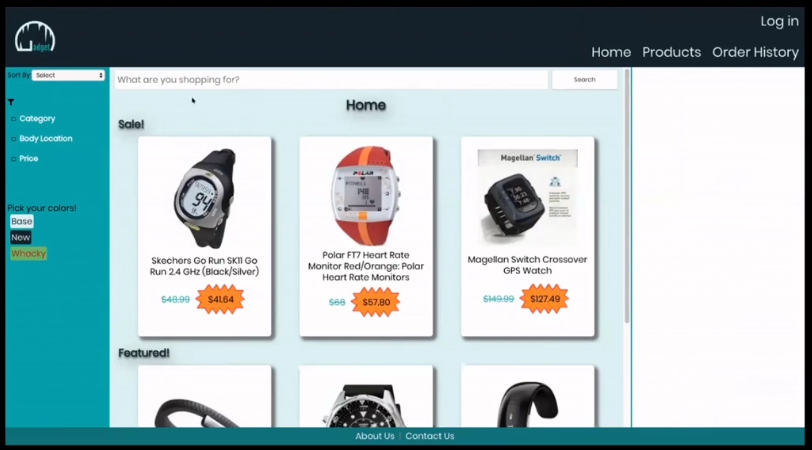 Log in
adget
Home Products Order History
Sort By: Select
What are you shopping for?
Search
Category
Body Location
Price
Pick your colors!
Base
New
Whacky
Home
Sale!
Skechers Go Run SK11 Go
Run 2.4 GHz (Black/Silver)
$48.99 $41.64
POLAR
Polar FT7 Heart Rate
Monitor Red/Orange: Polar
Heart Rate Monitors
$68 $57.80
Magellan Switch
Magellan Switch Crossover
GPS Watch
$149.99 $127.49
Featured!
About Us | Contact Us